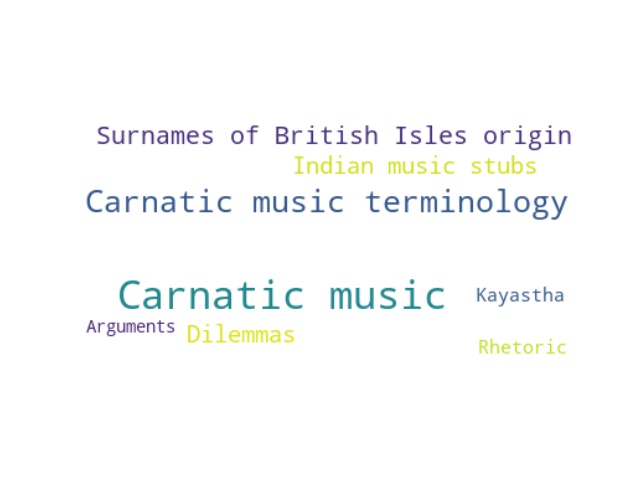 Surnames of British Isles origin
Indian music stubs
Carnatic music terminology
Carnatic music
Kayastha
Arguments
Dilemmas
Rhetoric